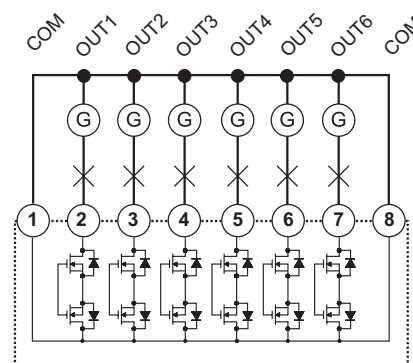 COM OUT1 OUT2 OUT3 OUT4 OUT5 OUT6 COM
G G G G G G
1 2 3 4 5 6 7 8